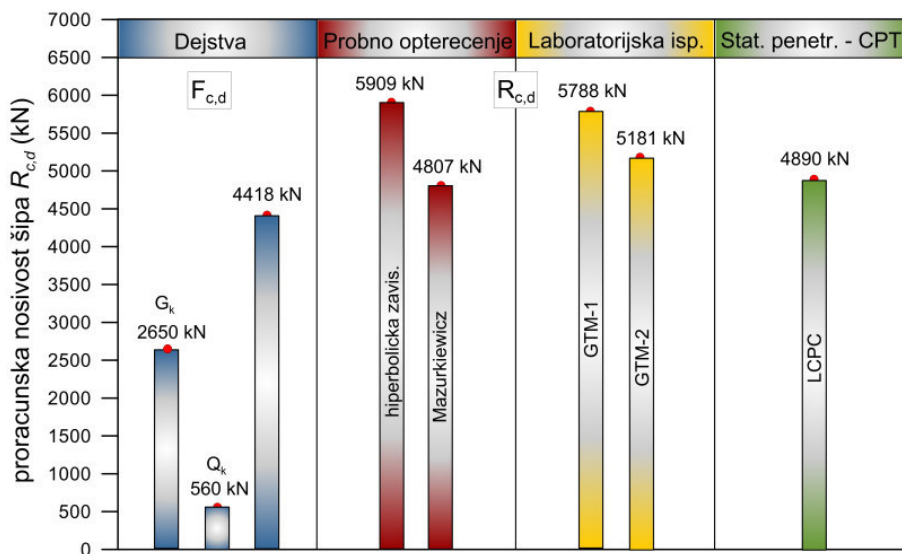 proracunska nosivost šipa R_c,d (kN)
7000
6500
6000
5500
5000
4500
4000
3500
3000
2500
2000
1500
1000
500
0
Dejstva
F_c,d
G_k
2650 kN
Q_k
560 kN
4418 kN
Probno opterecenje
R_c,d
5909 kN
hiperbolicka zavis.
4807 kN
Mazurkiewicz
Laboratorijska isp.
5788 kN
GTM-1
5181 kN
GTM-2
Stat. penetr. - CPT
4890 kN
LCPC